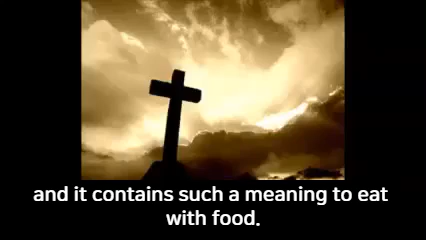 and it contains such a meaning to eat
with food.